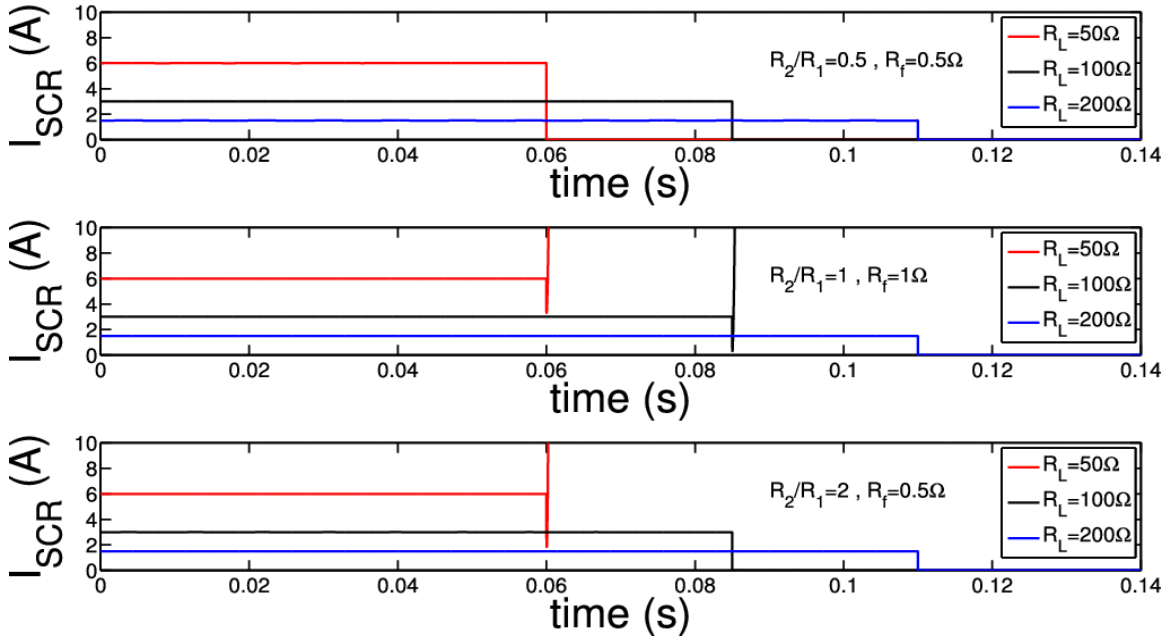 I_SCR (A)
10
8
6
4
2
0
R_2/R_1=0.5 , R_f=0.5Ω
R_L=50Ω
R_L=100Ω
R_L=200Ω
0 0.02 0.04 0.06 0.08 0.1 0.12 0.14
time (s)
I_SCR (A)
10
8
6
4
2
0
R_2/R_1=1 , R_f=1Ω
R_L=50Ω
R_L=100Ω
R_L=200Ω
0 0.02 0.04 0.06 0.08 0.1 0.12 0.14
time (s)
I_SCR (A)
10
8
6
4
2
0
R_2/R_1=2 , R_f=0.5Ω
R_L=50Ω
R_L=100Ω
R_L=200Ω
0 0.02 0.04 0.06 0.08 0.1 0.12 0.14
time (s)